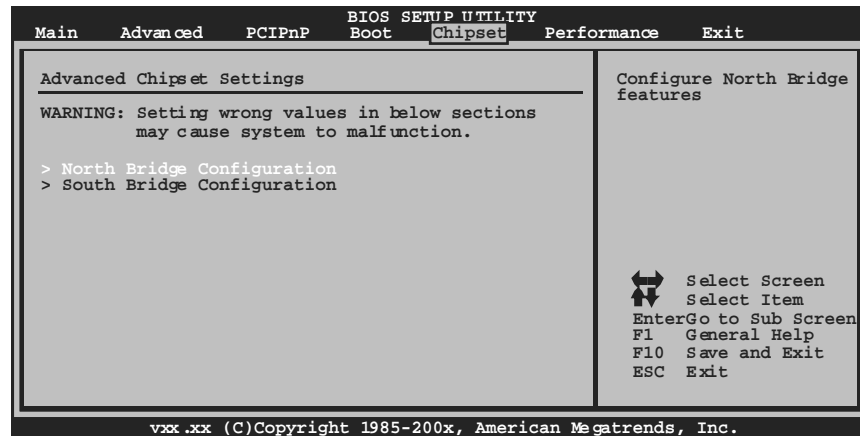 BIOS SETUP UTILITY
Main Advanced PCIPnP Boot Chipset Performance Exit
Advanced Chipset Settings
WARNING: Setting wrong values in below sections
may cause system to malfunction.
> North Bridge Configuration
> South Bridge Configuration
Configure North Bridge
features
Select Screen
Select Item
EnterGo to Sub Screen
F1 General Help
F10 Save and Exit
ESC Exit
vxx.xx (C)Copyright 1985-200x, American Megatrends, Inc.